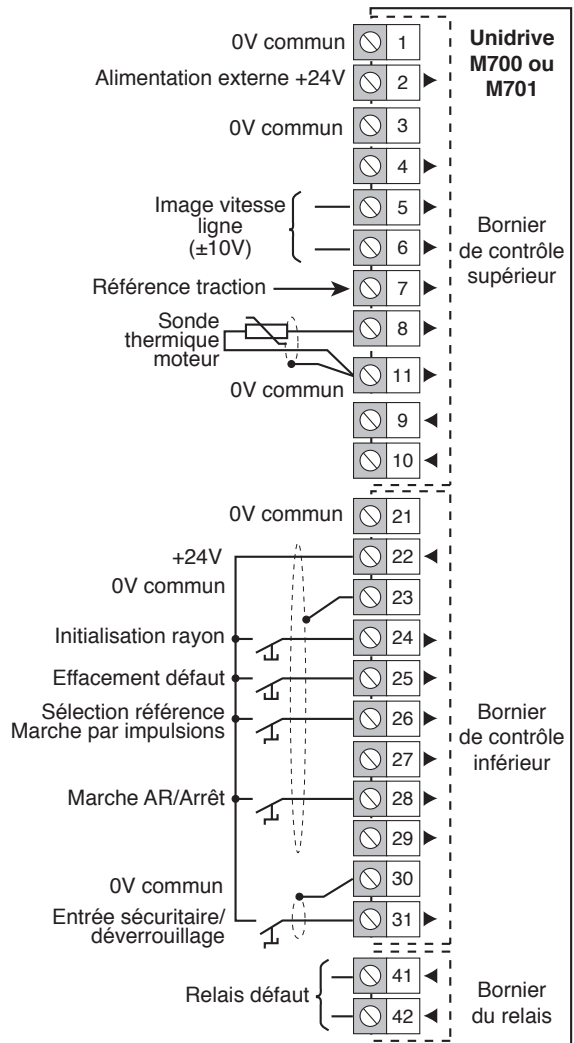 Unidrive
M700 ou
M701
0V commun 1
Alimentation externe +24V 2
0V commun 3
4
Image vitesse
ligne
(±10V)
5
6
Référence traction 7
Sonde
thermique
moteur
8
0V commun 11
9
10
Bornier
de contrôle
supérieur
0V commun 21
+24V 22
0V commun 23
Initialisation rayon 24
Effacement défaut 25
Sélection référence
Marche par impulsions
26
27
Marche AR/Arrêt 28
29
0V commun 30
Entrée sécuritaire/
déverrouillage
31
Bornier
de contrôle
inférieur
Relais défaut
41
42
Bornier
du relais